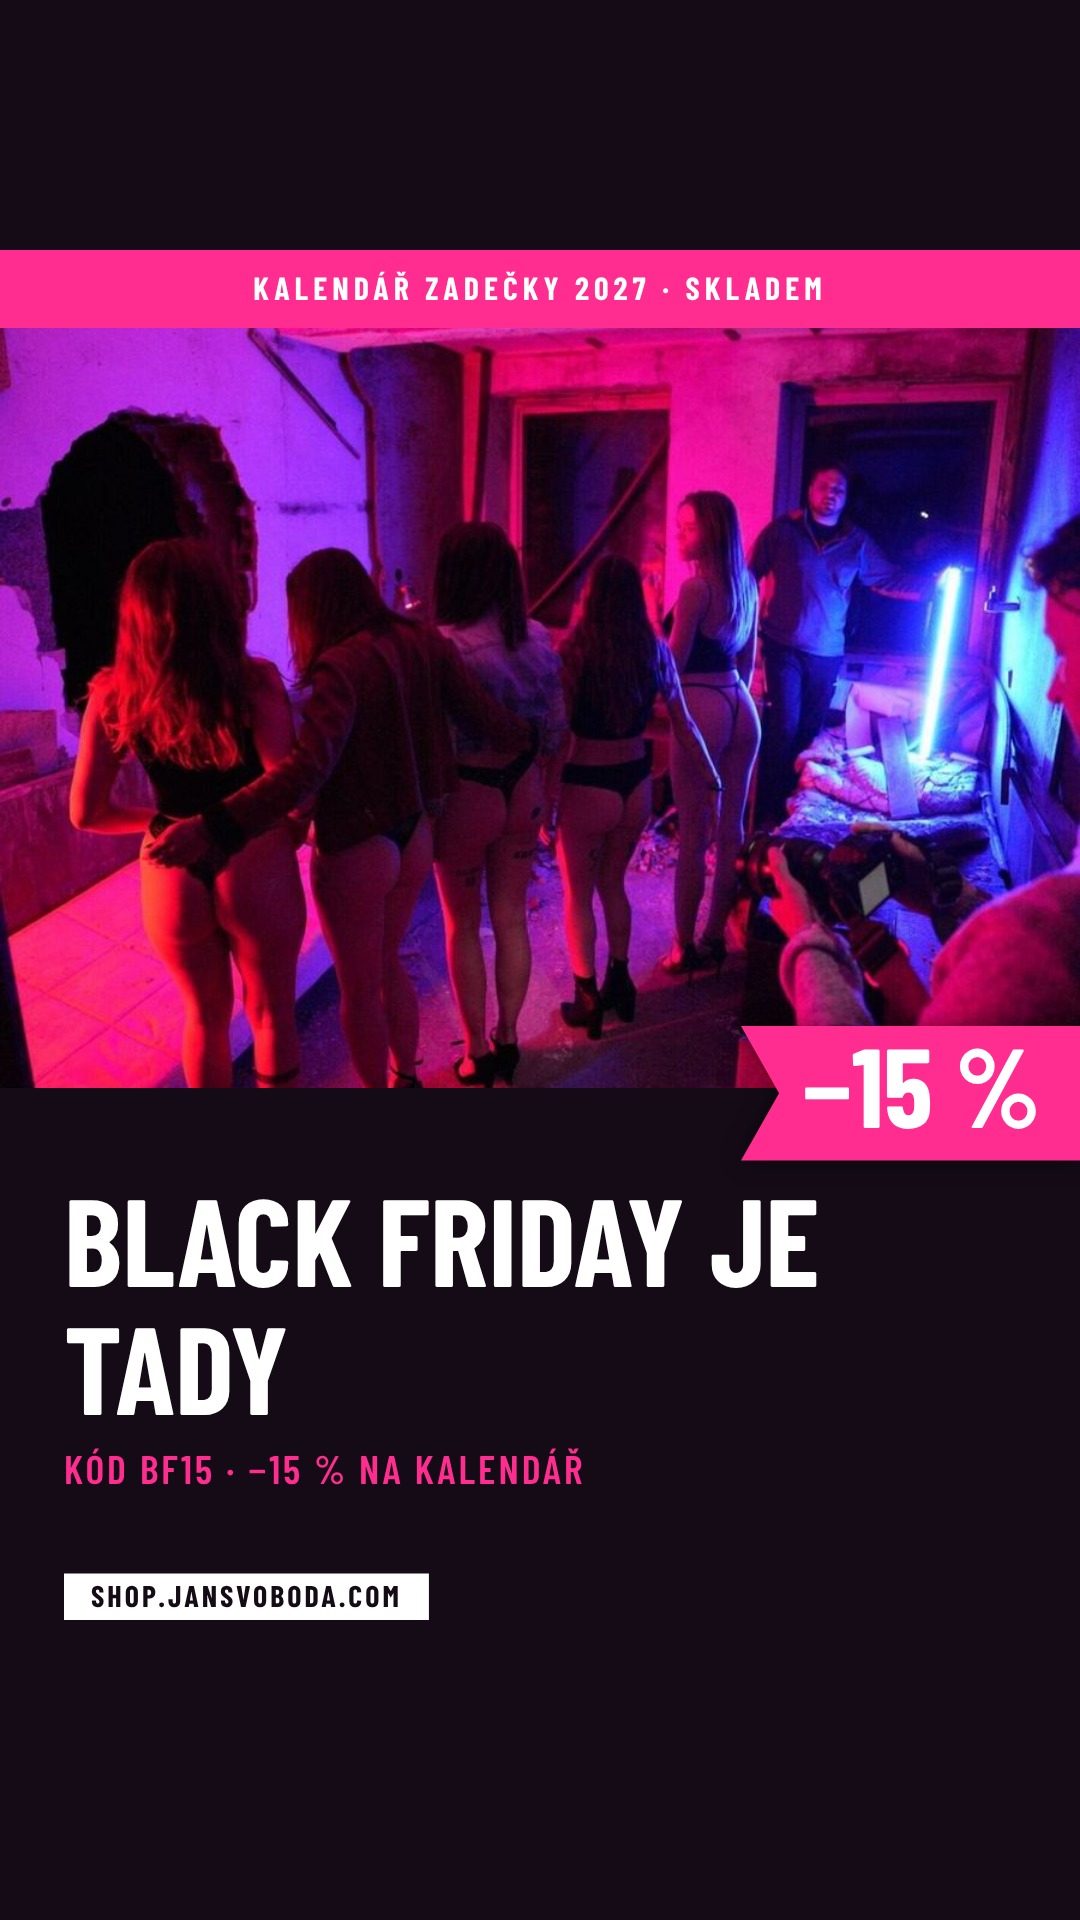 KALENDÁŘ ZADEČKY 2027 · SKLADEM
–15 %
BLACK FRIDAY JE
TADY
KÓD BF15 · –15 % NA KALENDÁŘ
SHOP.JANSVOBODA.COM